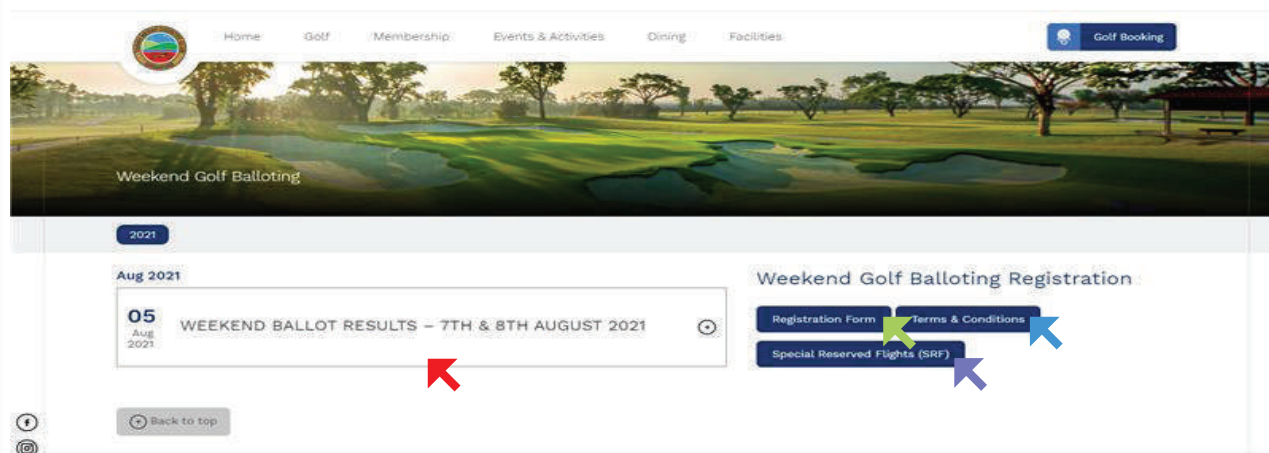 Home Golf Membership Events & Activities Dining Facilities Golf Booking
Weekend Golf Balloting
2021
Aug 2021
Weekend Golf Balloting Registration
05
Aug
2021
WEEKEND BALLOT RESULTS – 7TH & 8TH AUGUST 2021
Registration Form Terms & Conditions
Special Reserved Flights (SRF)
Back to top